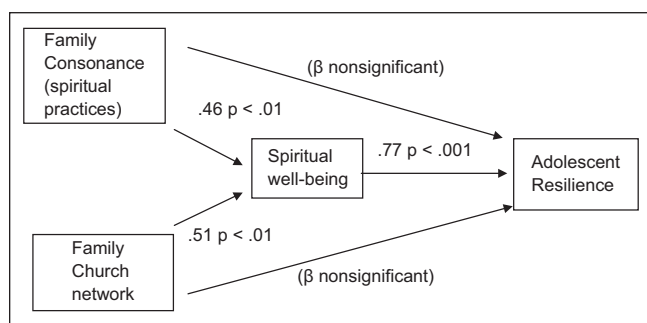 Family
Consonance
(spiritual
practices)
(β nonsignificant)
.46 p < .01
Spiritual
well-being
.77 p < .001
Adolescent
Resilience
.51 p < .01
Family
Church
network
(β nonsignificant)